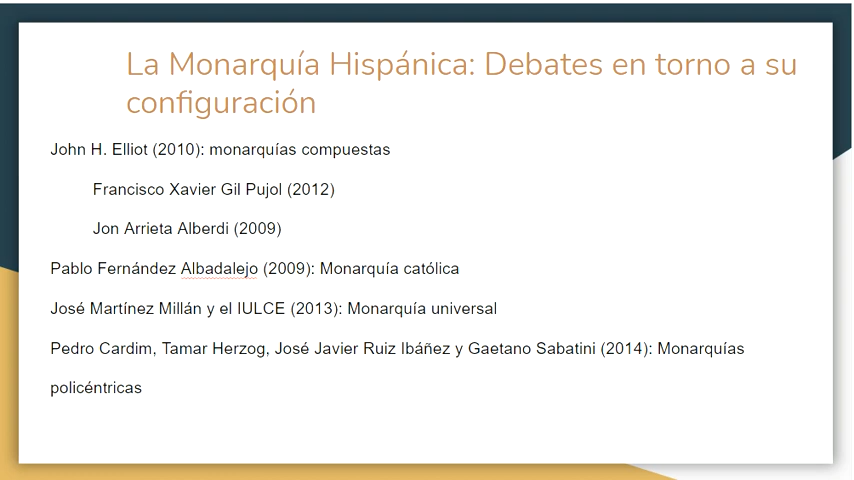 La Monarquía Hispánica: Debates en torno a su
configuración
John H. Elliot (2010): monarquías compuestas
Francisco Xavier Gil Pujol (2012)
Jon Arrieta Alberdi (2009)
Pablo Fernández Albadalejo (2009): Monarquía católica
José Martínez Millán y el IULCE (2013): Monarquía universal
Pedro Cardim, Tamar Herzog, José Javier Ruiz Ibáñez y Gaetano Sabatini (2014): Monarquías
policéntricas